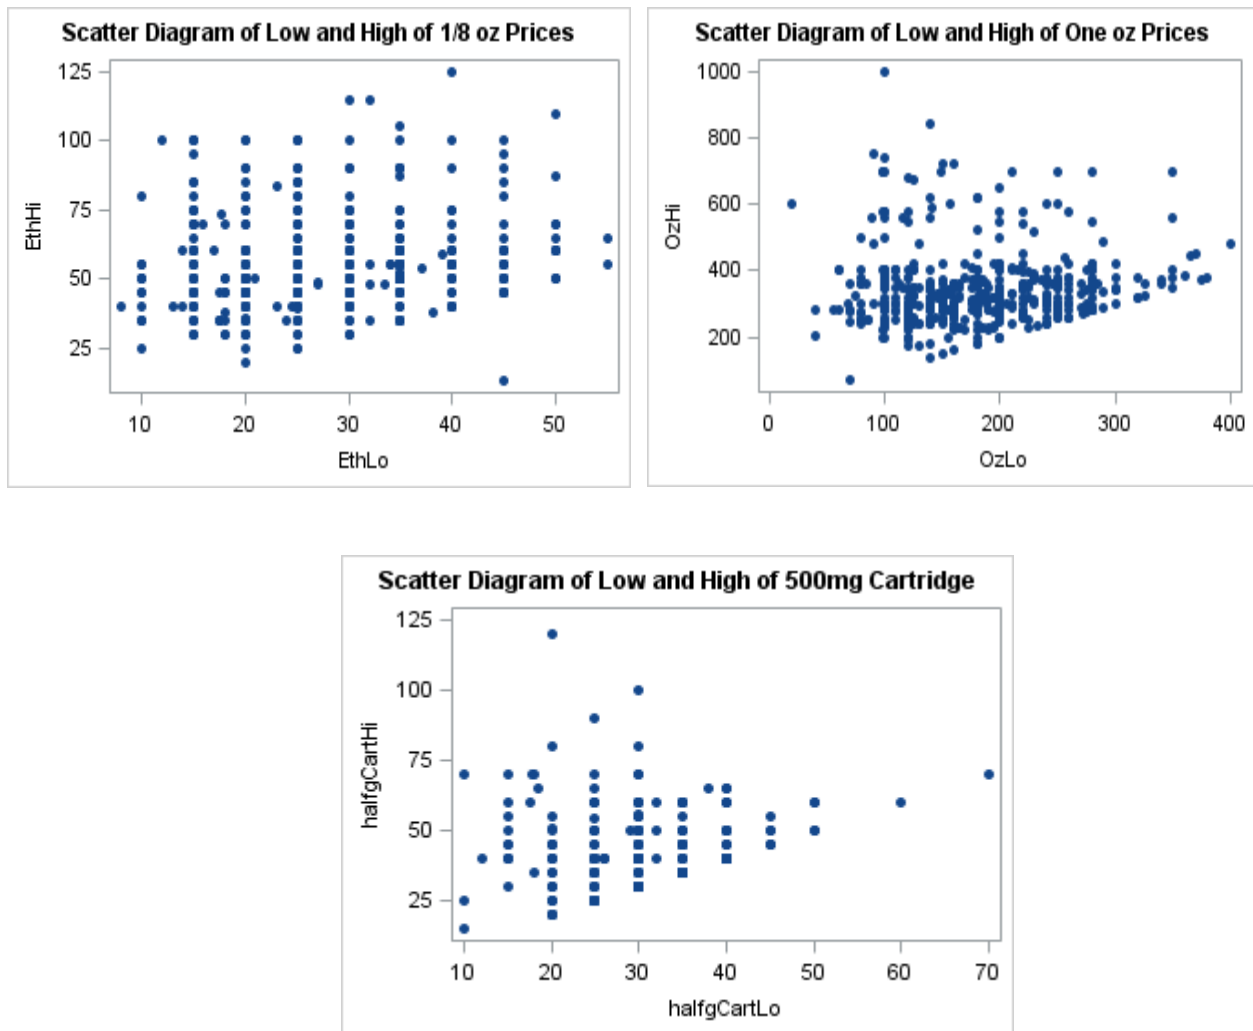 Scatter Diagram of Low and High of 1/8 oz Prices
125
100
75
50
25
EthHi
10 20 30 40 50
EthLo
Scatter Diagram of Low and High of One oz Prices
1000
800
600
400
200
OzHi
0 100 200 300 400
OzLo
Scatter Diagram of Low and High of 500mg Cartridge
125
100
75
50
25
halfgCartHi
10 20 30 40 50 60 70
halfgCartLo